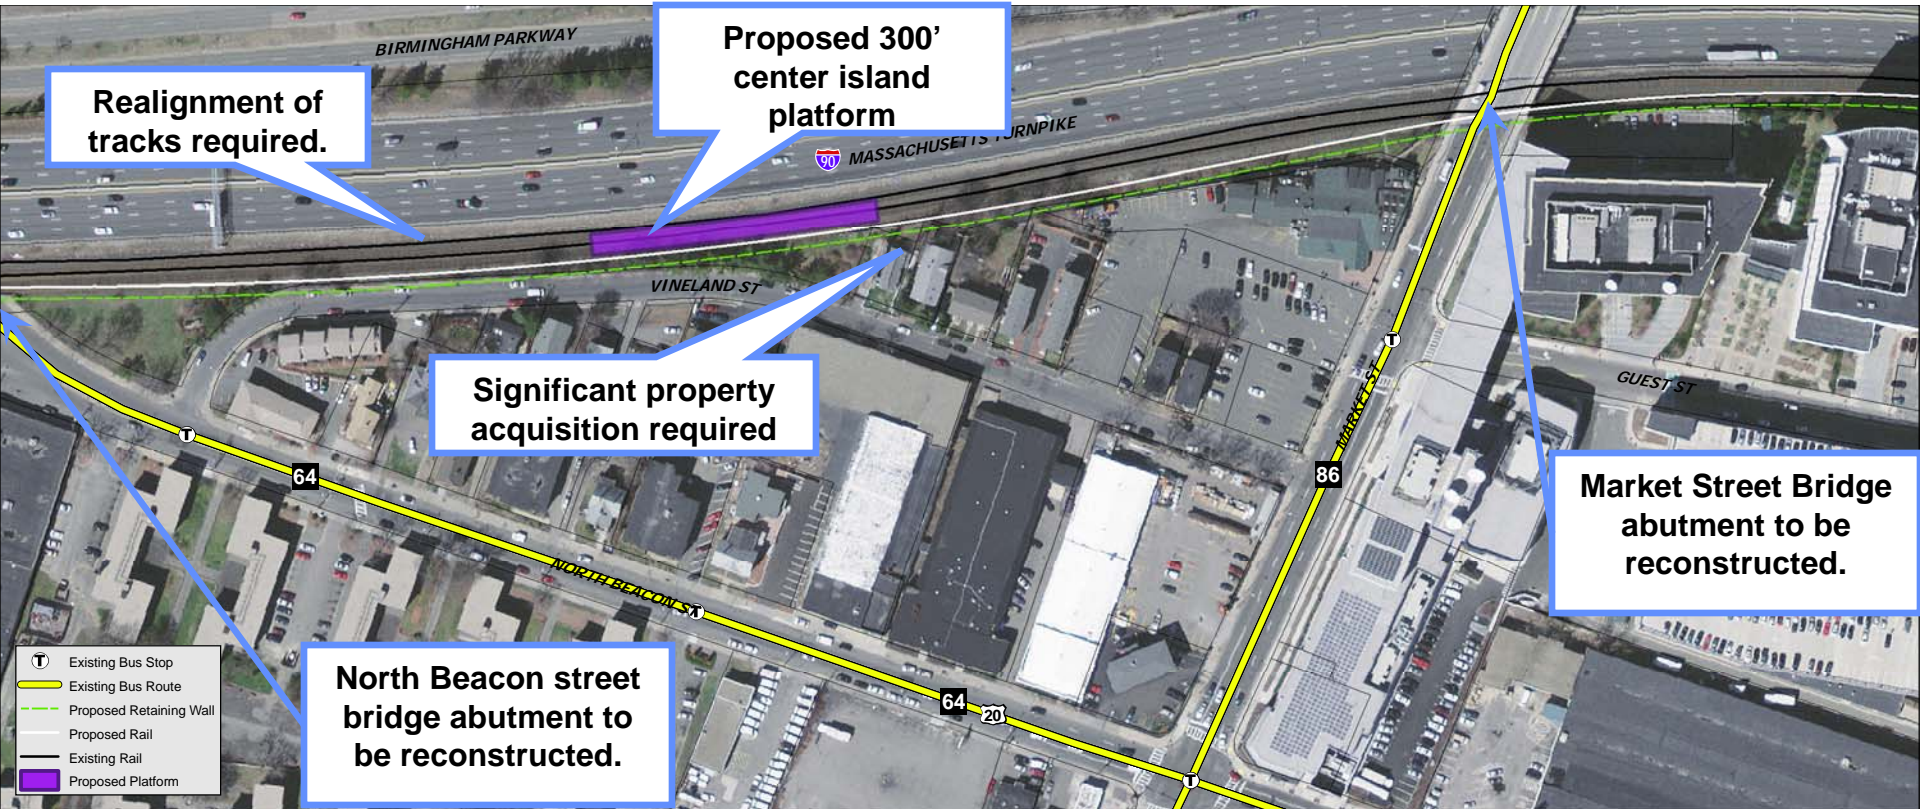 BIRMINGHAM PARKWAY
Proposed 300’
center island
platform
Realignment of
tracks required.
90
MASSACHUSETTS TURNPIKE
VINELAND ST
Significant property
acquisition required
T
MARKET ST
GUEST ST
T
64
86
Market Street Bridge
abutment to be
reconstructed.
NORTH BEACON ST
T
North Beacon street
bridge abutment to
be reconstructed.
64
20
T
T Existing Bus Stop
Existing Bus Route
Proposed Retaining Wall
Proposed Rail
Existing Rail
Proposed Platform